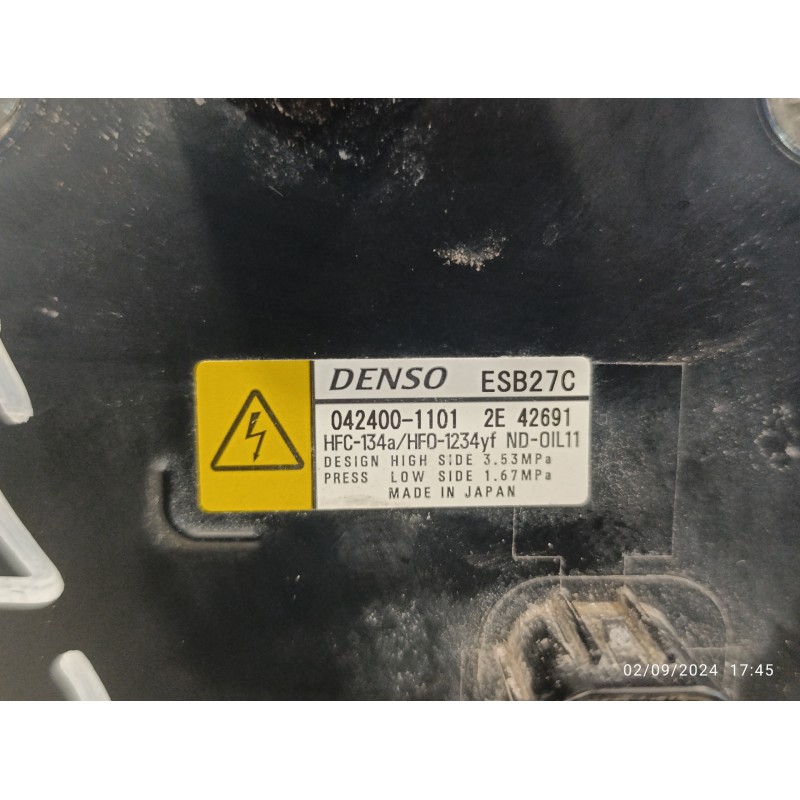 DENSO ESB27C
042400-1101 2E 42691
HFC-134a/HFO-1234yf ND-OIL11
DESIGN HIGH SIDE 3.53MPa
PRESS LOW SIDE 1.67MPa
MADE IN JAPAN
02/09/2024 17:45